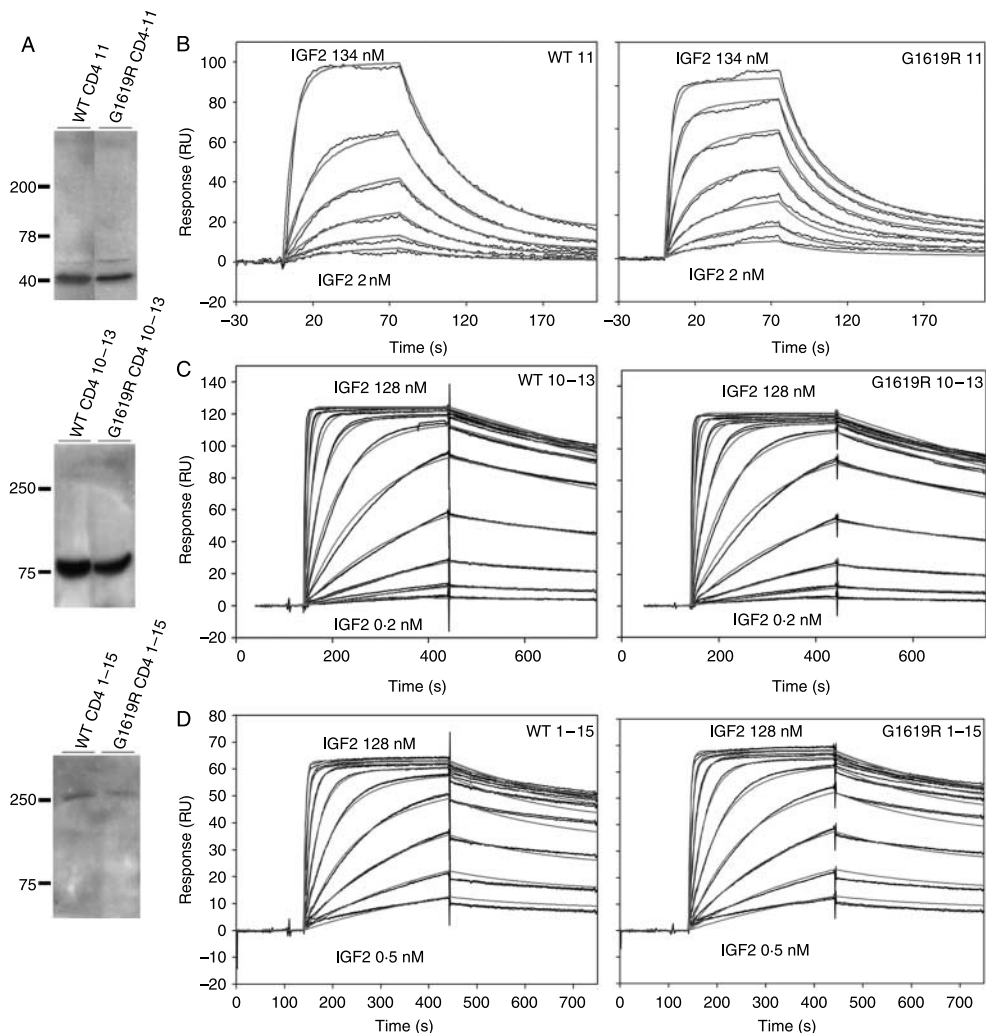 A
WT CD4 11
G1619R CD4-11
200
78
40
WT CD4 10–13
G1619R CD4 10–13
250
75
WT CD4 1–15
G1619R CD4 1–15
250
75
B
IGF2 134 nM
WT 11
100
80
60
40
20
0
−20
Response (RU)
IGF2 2 nM
−30
20
70
120
170
Time (s)
IGF2 134 nM
G1619R 11
IGF2 2 nM
−30
20
70
120
170
Time (s)
C
IGF2 128 nM
WT 10–13
140
120
100
80
60
40
20
0
−20
Response (RU)
IGF2 0·2 nM
0
200
400
600
Time (s)
IGF2 128 nM
G1619R 10–13
IGF2 0·2 nM
0
200
400
600
Time (s)
D
IGF2 128 nM
WT 1–15
80
70
60
50
40
30
20
10
0
−10
−20
Response (RU)
IGF2 0·5 nM
0
100
200
300
400
500
600
700
Time (s)
IGF2 128 nM
G1619R 1–15
IGF2 0·5 nM
0
100
200
300
400
500
600
700
Time (s)